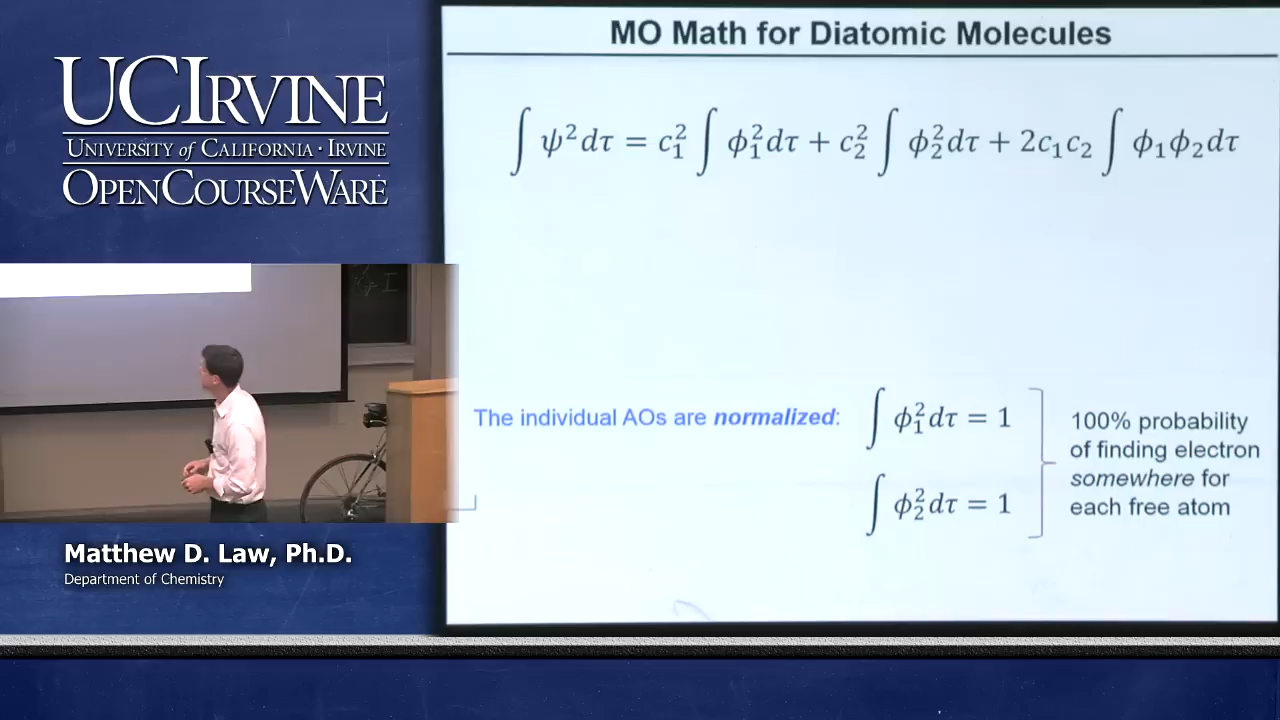 UCIRVINE
UNIVERSITY of CALIFORNIA · IRVINE
OPENCOURSEWARE
MO Math for Diatomic Molecules
∫ ψ²dτ = c₁² ∫ ϕ₁²dτ + c₂² ∫ ϕ₂²dτ + 2c₁c₂ ∫ ϕ₁ϕ₂dτ
The individual AOs are normalized: ∫ ϕ₁²dτ = 1
∫ ϕ₂²dτ = 1
100% probability
of finding electron
somewhere for
each free atom
Matthew D. Law, Ph.D.
Department of Chemistry